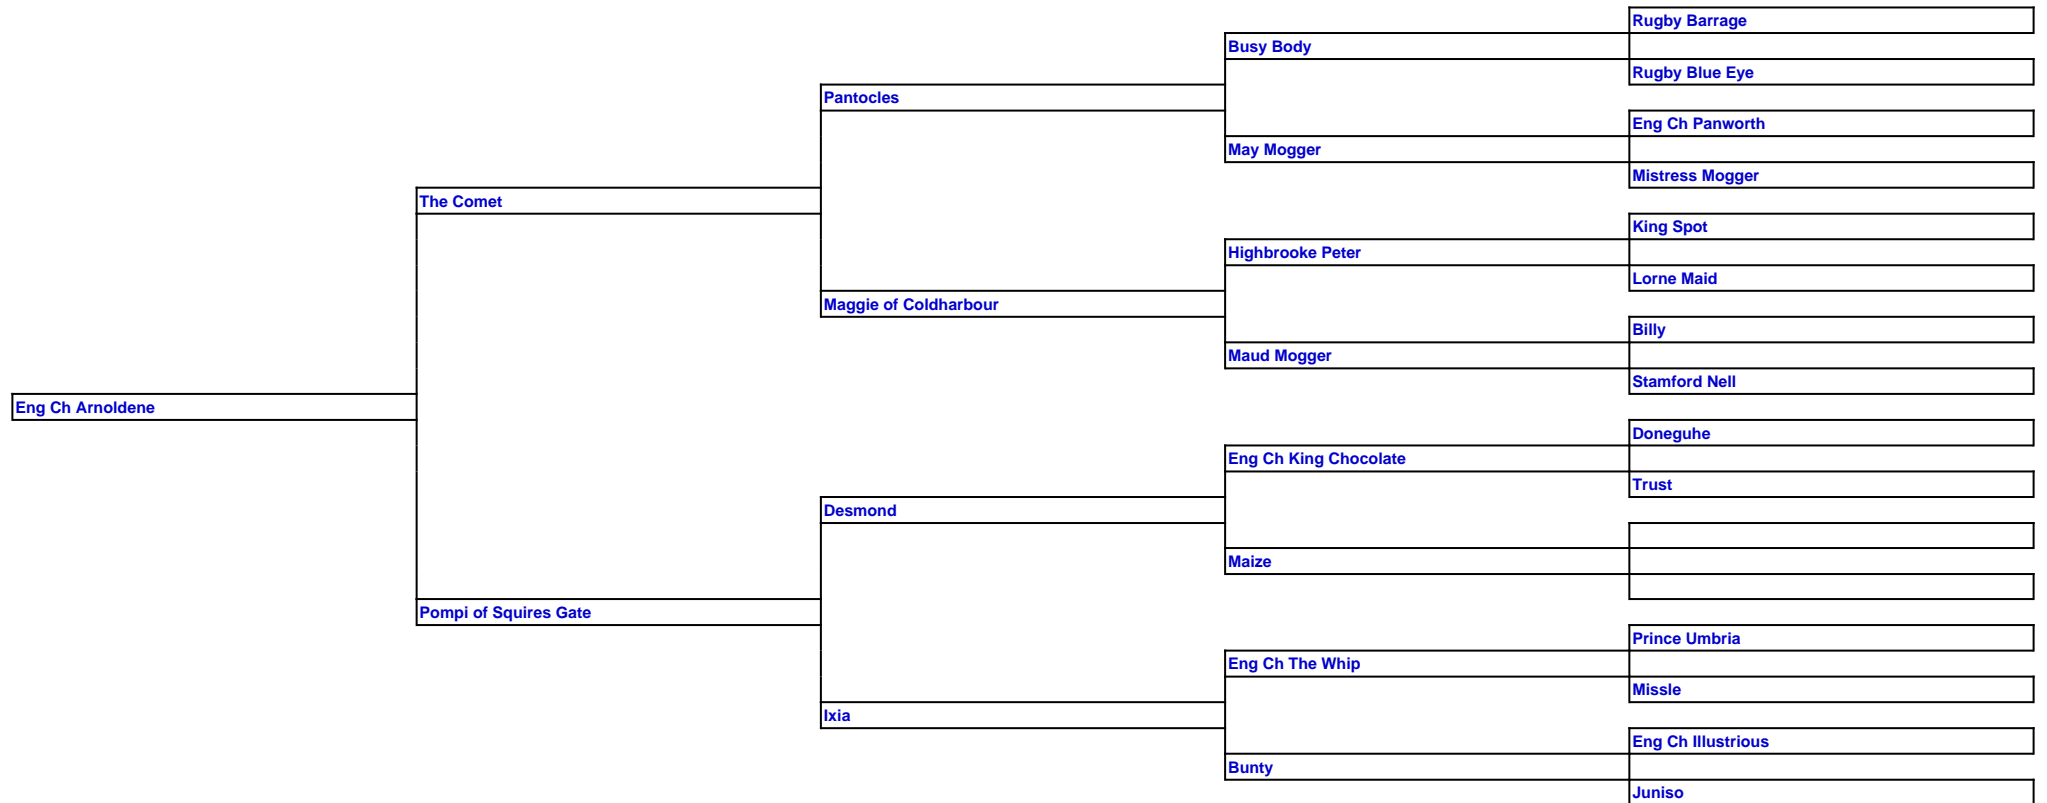 Rugby Barrage
Busy Body
Rugby Blue Eye
Pantocles
Eng Ch Panworth
May Mogger
Mistress Mogger
The Comet
King Spot
Highbrooke Peter
Lorne Maid
Maggie of Coldharbour
Billy
Maud Mogger
Stamford Nell
Eng Ch Arnoldene
Doneguhe
Eng Ch King Chocolate
Trust
Desmond
Maize
Pompi of Squires Gate
Prince Umbria
Eng Ch The Whip
Missle
Ixia
Eng Ch Illustrious
Bunty
Juniso